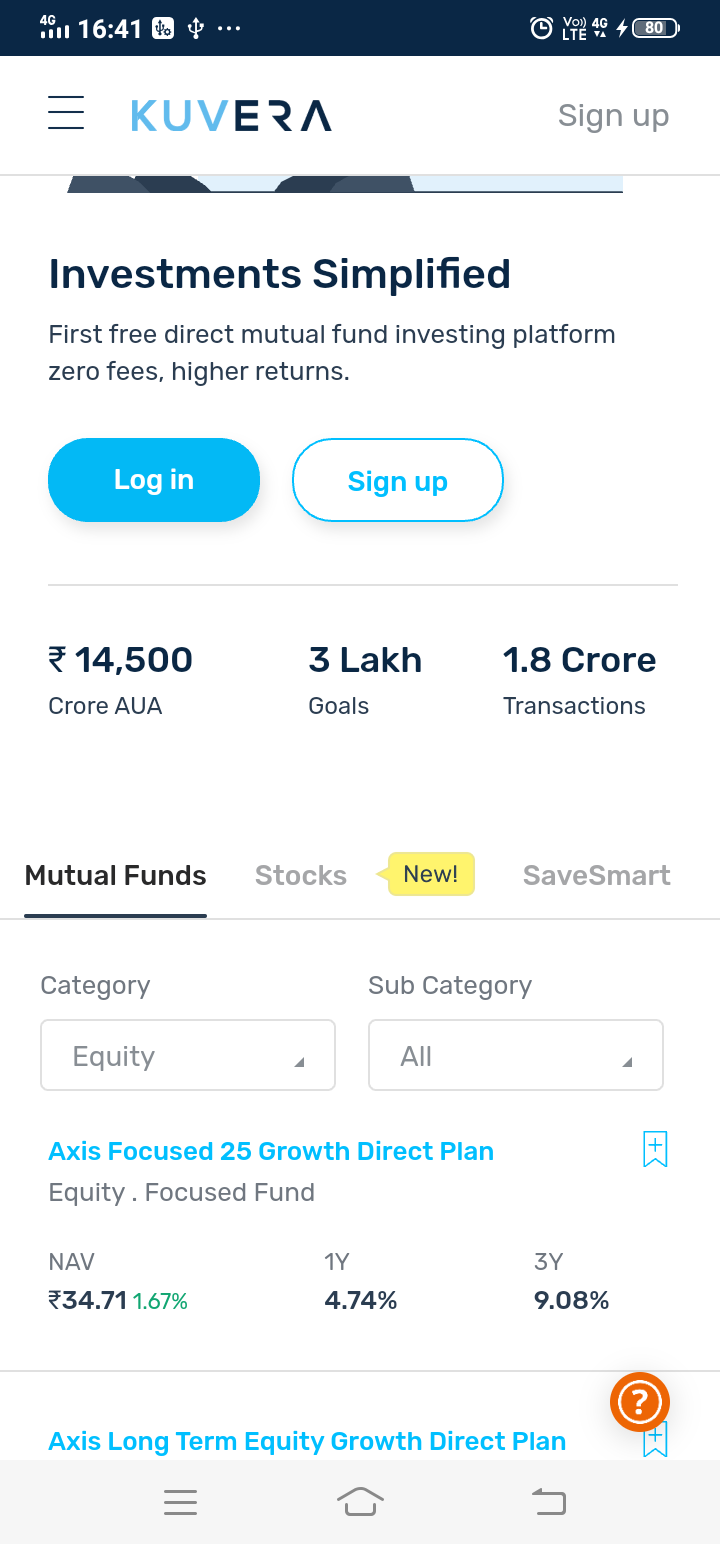 4G 16:41 Vo)) LTE 4G 80
KUVERA Sign up
Investments Simplified
First free direct mutual fund investing platform
zero fees, higher returns.
Log in Sign up
₹ 14,500 3 Lakh 1.8 Crore
Crore AUA Goals Transactions
Mutual Funds Stocks New! SaveSmart
Category Sub Category
Equity All
Axis Focused 25 Growth Direct Plan
Equity . Focused Fund
NAV 1Y 3Y
₹34.71 1.67% 4.74% 9.08%
?
Axis Long Term Equity Growth Direct Plan